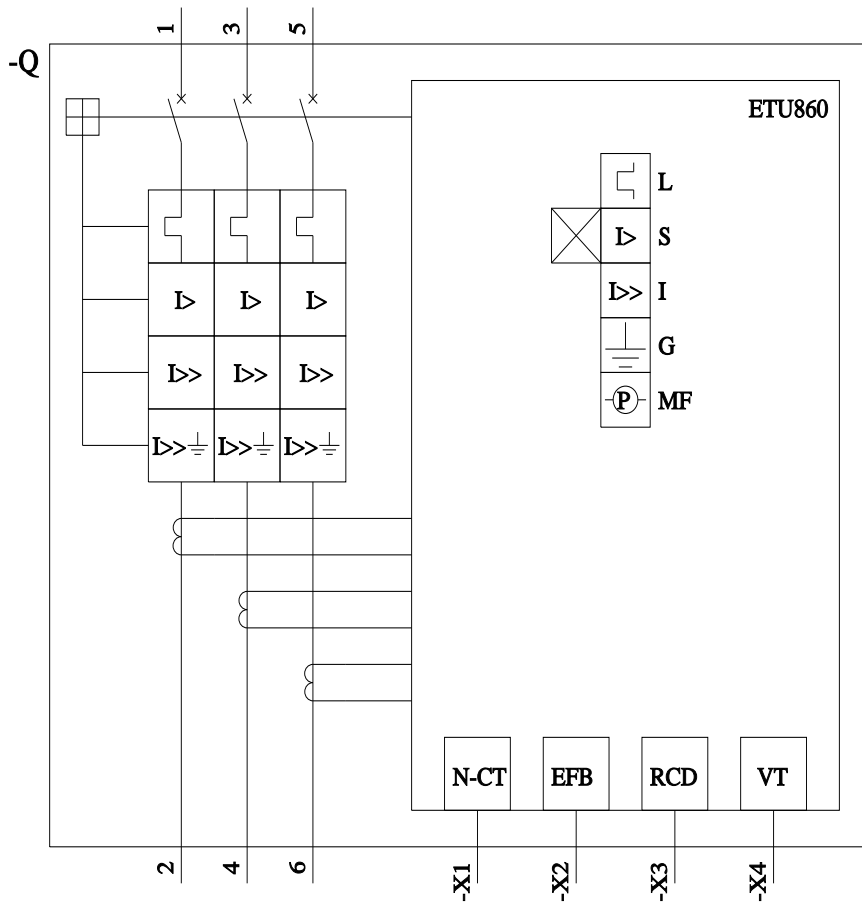 1 3 5
-Q
ETU860
L
I> S
I>> I
G
P MF
I> I> I>
I>> I>> I>>
I>> I>> I>>
N-CT EFB RCD VT
2 4 6
-X1 -X2 -X3 -X4